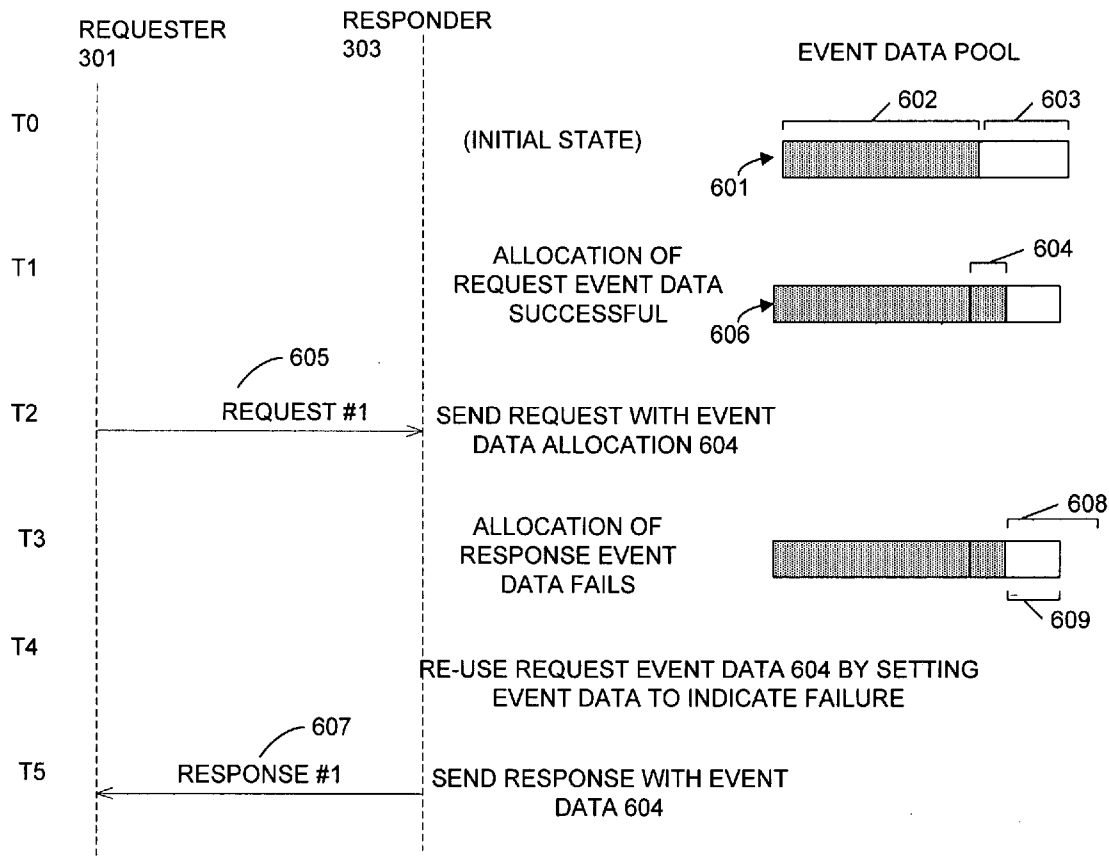 REQUESTER
301
RESPONDER
303
EVENT DATA POOL
T0
(INITIAL STATE)
602
603
601
T1
ALLOCATION OF
REQUEST EVENT DATA
SUCCESSFUL
604
606
605
T2
REQUEST #1
SEND REQUEST WITH EVENT
DATA ALLOCATION 604
T3
ALLOCATION OF
RESPONSE EVENT
DATA FAILS
608
609
T4
RE-USE REQUEST EVENT DATA 604 BY SETTING
EVENT DATA TO INDICATE FAILURE
607
T5
RESPONSE #1
SEND RESPONSE WITH EVENT
DATA 604